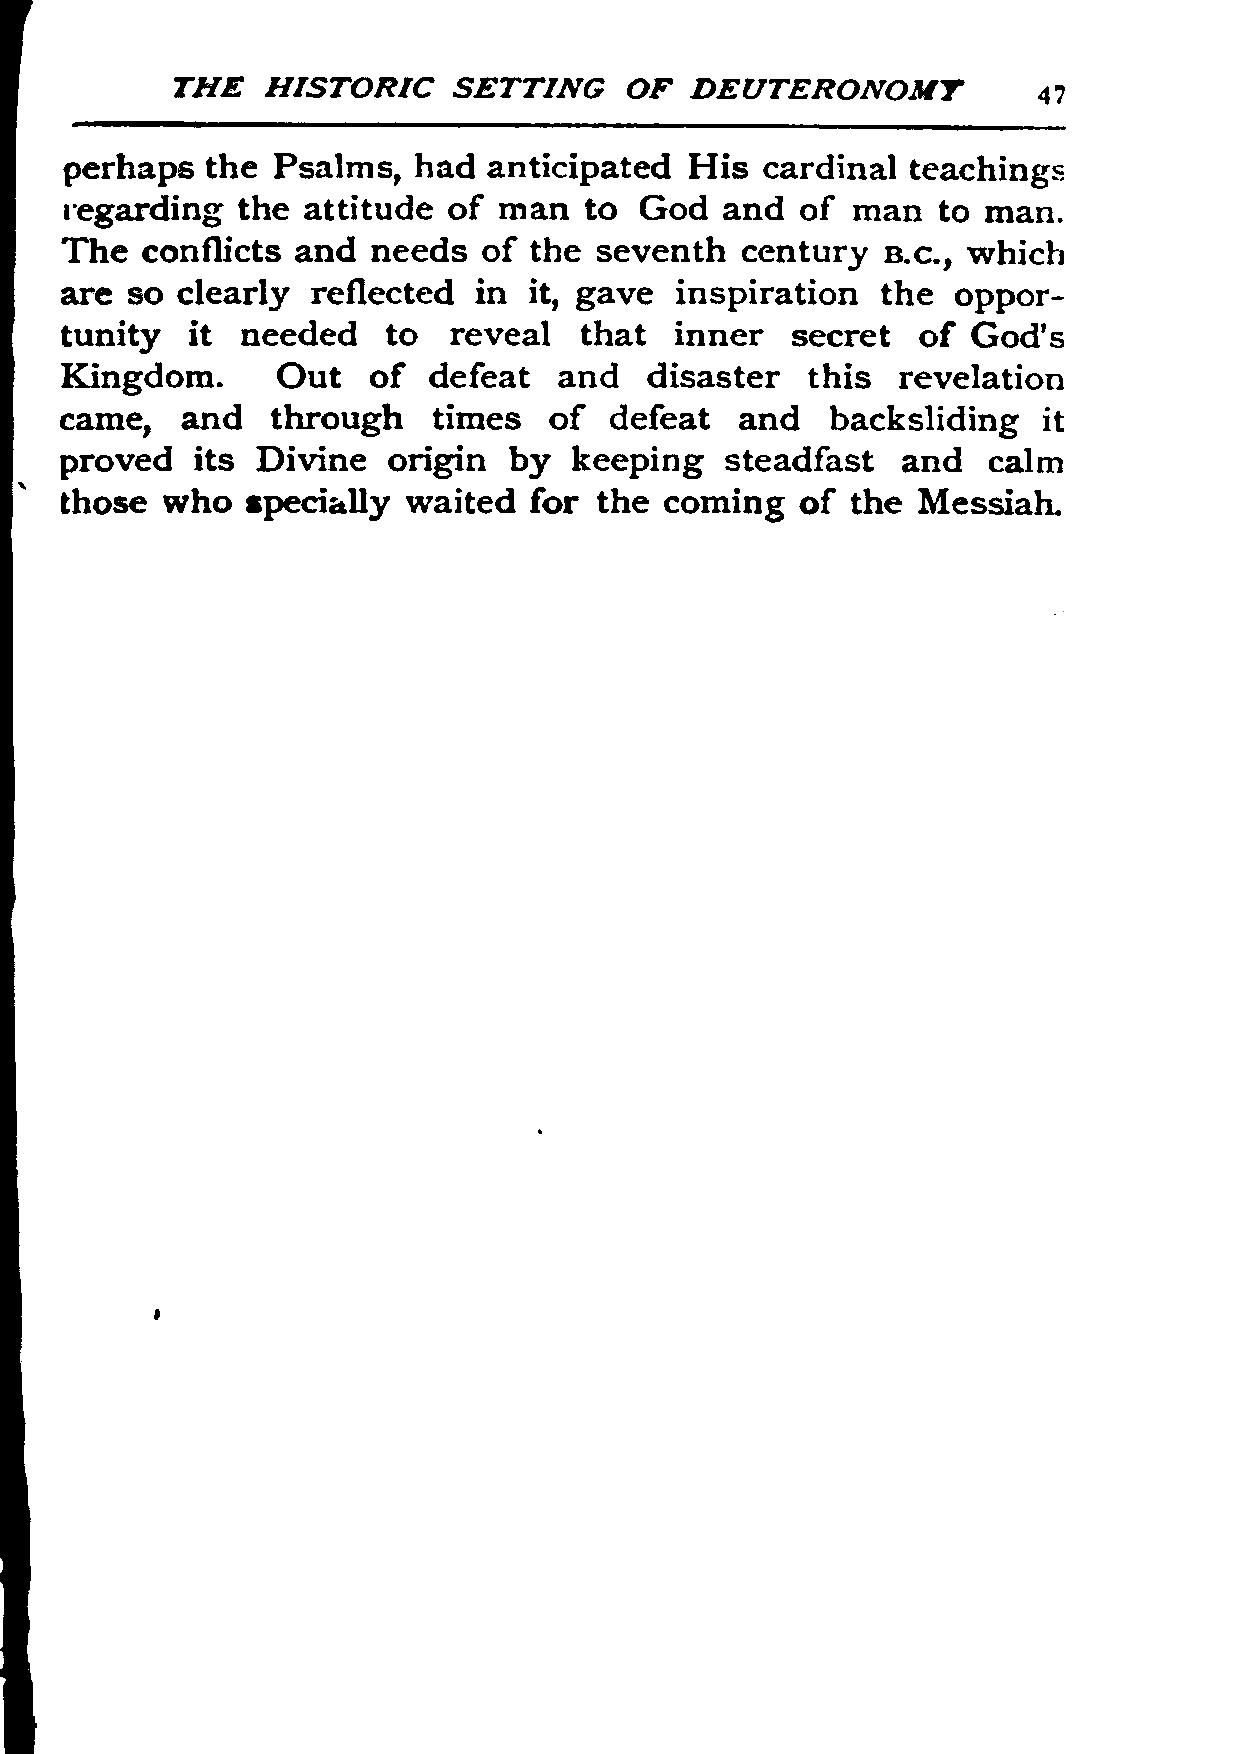 THE HISTORIC SETTING OF DEUTERONOMY 47
perhaps the Psalms, had anticipated His cardinal teachings
regarding the attitude of man to God and of man to man.
The conflicts and needs of the seventh century B.C., which
are so clearly reflected in it, gave inspiration the oppor-
tunity it needed to reveal that inner secret of God's
Kingdom. Out of defeat and disaster this revelation
came, and through times of defeat and backsliding it
proved its Divine origin by keeping steadfast and calm
those who specially waited for the coming of the Messiah.